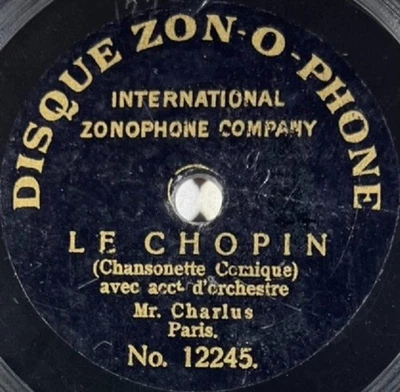 DISQUE ZON-O-PHONE
INTERNATIONAL
ZONOPHONE COMPANY
LE CHOPIN
(Chansonette Comique)
avec acct. d'orchestre
Mr. Charlus
Paris.
No. 12245.